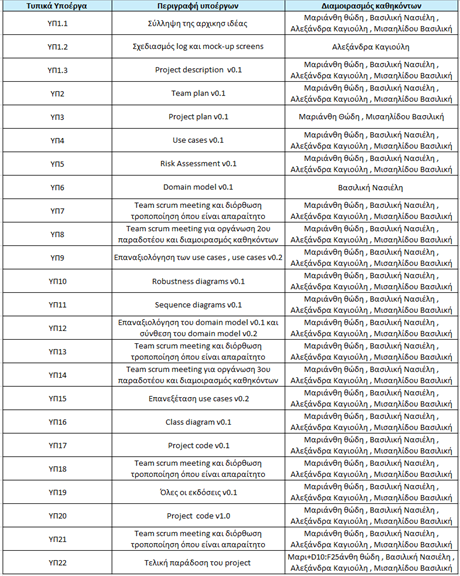 Τυπικά Υποέργα Περιγραφή υποέργων Διαμοιρασμός καθηκόντων
ΥΠ1.1 Σύλληψη της αρχικησ ιδέας Μαριάνθη θώδη , Βασιλική Νασιέλη ,
Αλεξάνδρα Καγιούλη , Μισαηλίδου Βασιλική
ΥΠ1.2 Σχεδιασμός log και mock-up screens Αλεξάνδρα Καγιούλη
ΥΠ1.3 Project description v0.1 Μαριάνθη θώδη , Βασιλική Νασιέλη ,
Αλεξάνδρα Καγιούλη , Μισαηλίδου Βασιλική
ΥΠ2 Team plan v0.1 Μαριάνθη θώδη , Βασιλική Νασιέλη ,
Αλεξάνδρα Καγιούλη , Μισαηλίδου Βασιλική
ΥΠ3 Project plan v0.1 Μαριάνθη Θώδη , Μισαηλίδου Βασιλική
ΥΠ4 Use cases v0.1 Μαριάνθη θώδη , Βασιλική Νασιέλη ,
Αλεξάνδρα Καγιούλη , Μισαηλίδου Βασιλική
ΥΠ5 Risk Assessment v0.1 Μαριάνθη θώδη , Βασιλική Νασιέλη ,
Αλεξάνδρα Καγιούλη , Μισαηλίδου Βασιλική
ΥΠ6 Domain model v0.1 Βασιλική Νασιέλη
ΥΠ7 Team scrum meeting και διόρθωση τροποποίηση όπου είναι απαραίτητο Μαριάνθη θώδη , Βασιλική Νασιέλη ,
Αλεξάνδρα Καγιούλη , Μισαηλίδου Βασιλική
ΥΠ8 Team scrum meeting για οργάνωση 2ου παραδοτέου και διαμοιρασμός καθηκόντων Μαριάνθη θώδη , Βασιλική Νασιέλη ,
Αλεξάνδρα Καγιούλη , Μισαηλίδου Βασιλική
ΥΠ9 Επαναξιολόγηση των use cases , use cases v0.2 Μαριάνθη θώδη , Βασιλική Νασιέλη ,
Αλεξάνδρα Καγιούλη , Μισαηλίδου Βασιλική
ΥΠ10 Robustness diagrams v0.1 Μαριάνθη θώδη , Βασιλική Νασιέλη ,
Αλεξάνδρα Καγιούλη , Μισαηλίδου Βασιλική
ΥΠ11 Sequence diagrams v0.1 Μαριάνθη θώδη , Βασιλική Νασιέλη ,
Αλεξάνδρα Καγιούλη , Μισαηλίδου Βασιλική
ΥΠ12 Επαναξιολόγηση του domain model v0.1 και σύνθεση του domain model v0.2 Μαριάνθη θώδη , Βασιλική Νασιέλη ,
Αλεξάνδρα Καγιούλη , Μισαηλίδου Βασιλική
ΥΠ13 Team scrum meeting και διόρθωση τροποποίηση όπου είναι απαραίτητο Μαριάνθη θώδη , Βασιλική Νασιέλη ,
Αλεξάνδρα Καγιούλη , Μισαηλίδου Βασιλική
ΥΠ14 Team scrum meeting για οργάνωση 3ου παραδοτέου και διαμοιρασμός καθηκόντων Μαριάνθη θώδη , Βασιλική Νασιέλη ,
Αλεξάνδρα Καγιούλη , Μισαηλίδου Βασιλική
ΥΠ15 Επανεξέταση use cases v0.2 Μαριάνθη θώδη , Βασιλική Νασιέλη ,
Αλεξάνδρα Καγιούλη , Μισαηλίδου Βασιλική
ΥΠ16 Class diagram v0.1 Μαριάνθη θώδη , Βασιλική Νασιέλη ,
Αλεξάνδρα Καγιούλη , Μισαηλίδου Βασιλική
ΥΠ17 Project code v0.1 Μαριάνθη θώδη , Βασιλική Νασιέλη ,
Αλεξάνδρα Καγιούλη , Μισαηλίδου Βασιλική
ΥΠ18 Team scrum meeting και διόρθωση τροποποίηση όπου είναι απαραίτητο Μαριάνθη θώδη , Βασιλική Νασιέλη ,
Αλεξάνδρα Καγιούλη , Μισαηλίδου Βασιλική
ΥΠ19 Όλες οι εκδόσεις v0.1 Μαριάνθη θώδη , Βασιλική Νασιέλη ,
Αλεξάνδρα Καγιούλη , Μισαηλίδου Βασιλική
ΥΠ20 Project code v1.0 Μαριάνθη θώδη , Βασιλική Νασιέλη ,
Αλεξάνδρα Καγιούλη , Μισαηλίδου Βασιλική
ΥΠ21 Team scrum meeting και διόρθωση τροποποίηση όπου είναι απαραίτητο Μαριάνθη θώδη , Βασιλική Νασιέλη ,
Αλεξάνδρα Καγιούλη , Μισαηλίδου Βασιλική
ΥΠ22 Τελική παράδοση του project Μαρι+D10:F25άνθη θώδη , Βασιλική Νασιέλη ,
Αλεξάνδρα Καγιούλη , Μισαηλίδου Βασιλική